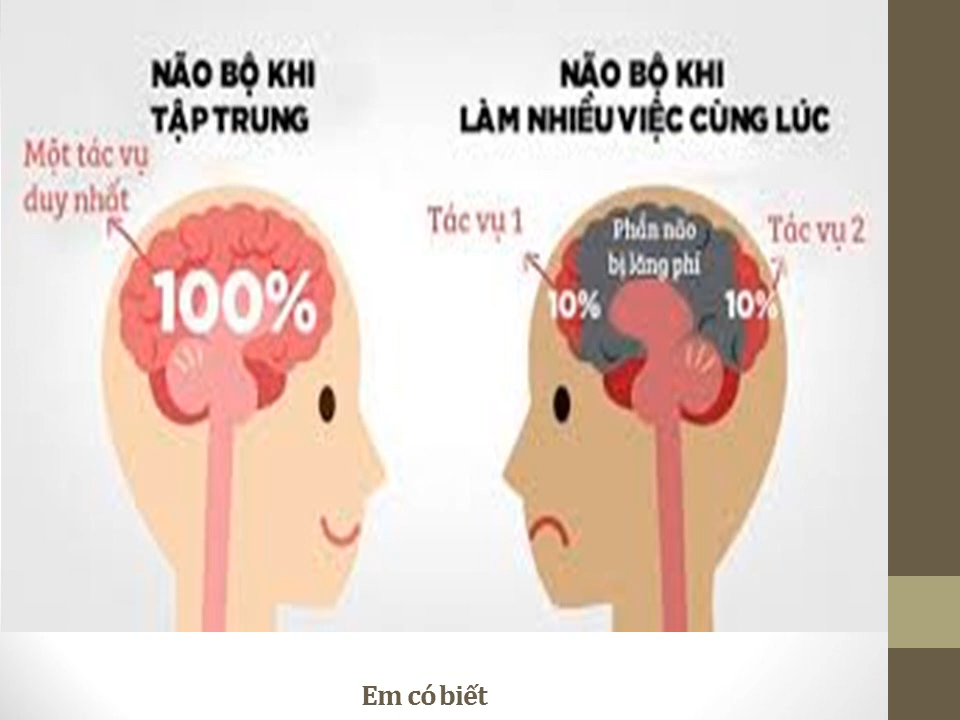 NÃO BỘ KHI
TẬP TRUNG
Một tác vụ
duy nhất
100%
NÃO BỘ KHI
LÀM NHIỀU VIỆC CÙNG LÚC
Tác vụ 1
Phần não
bị lãng phí
Tác vụ 2
10%
10%
Em có biết